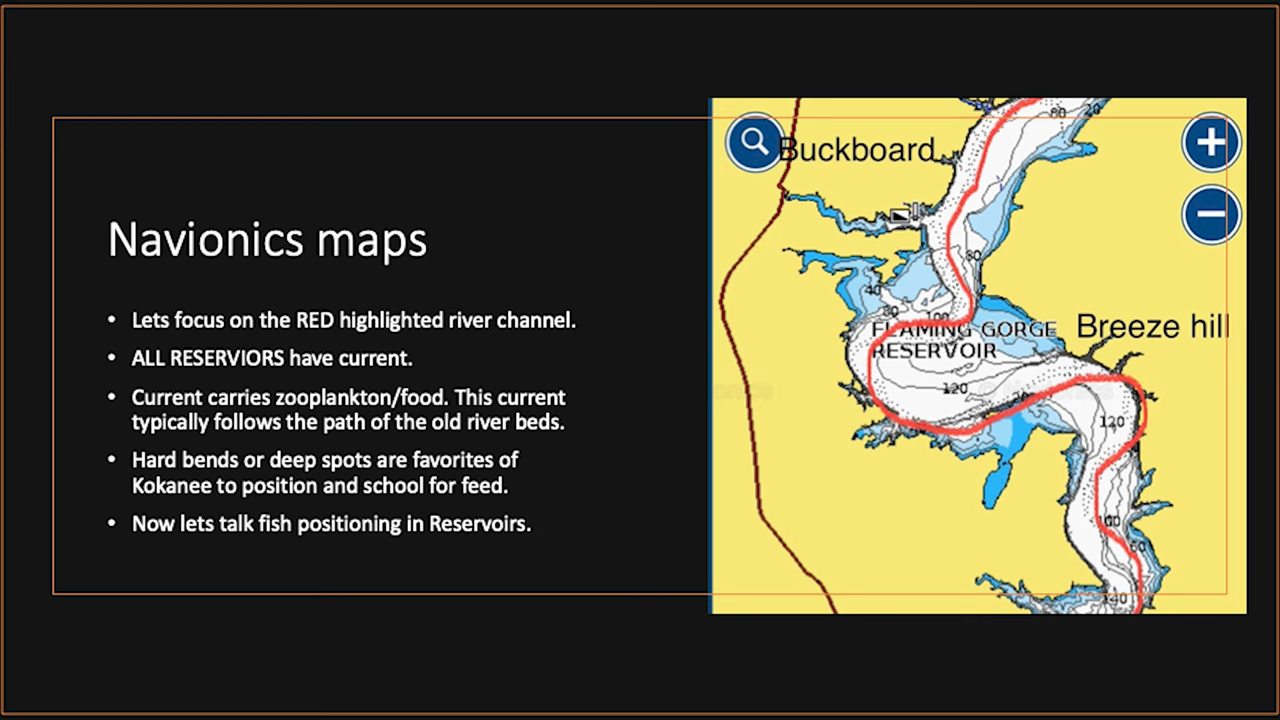 Navionics maps
• Lets focus on the RED highlighted river channel.
• ALL RESERVIORS have current.
• Current carries zooplankton/food. This current
typically follows the path of the old river beds.
• Hard bends or deep spots are favorites of
Kokanee to position and school for feed.
• Now lets talk fish positioning in Reservoirs.
80
20
Buckboard
80
40
80
100
FLAMING GORGE
RESERVOIR
Breeze hill
120
120
60
140